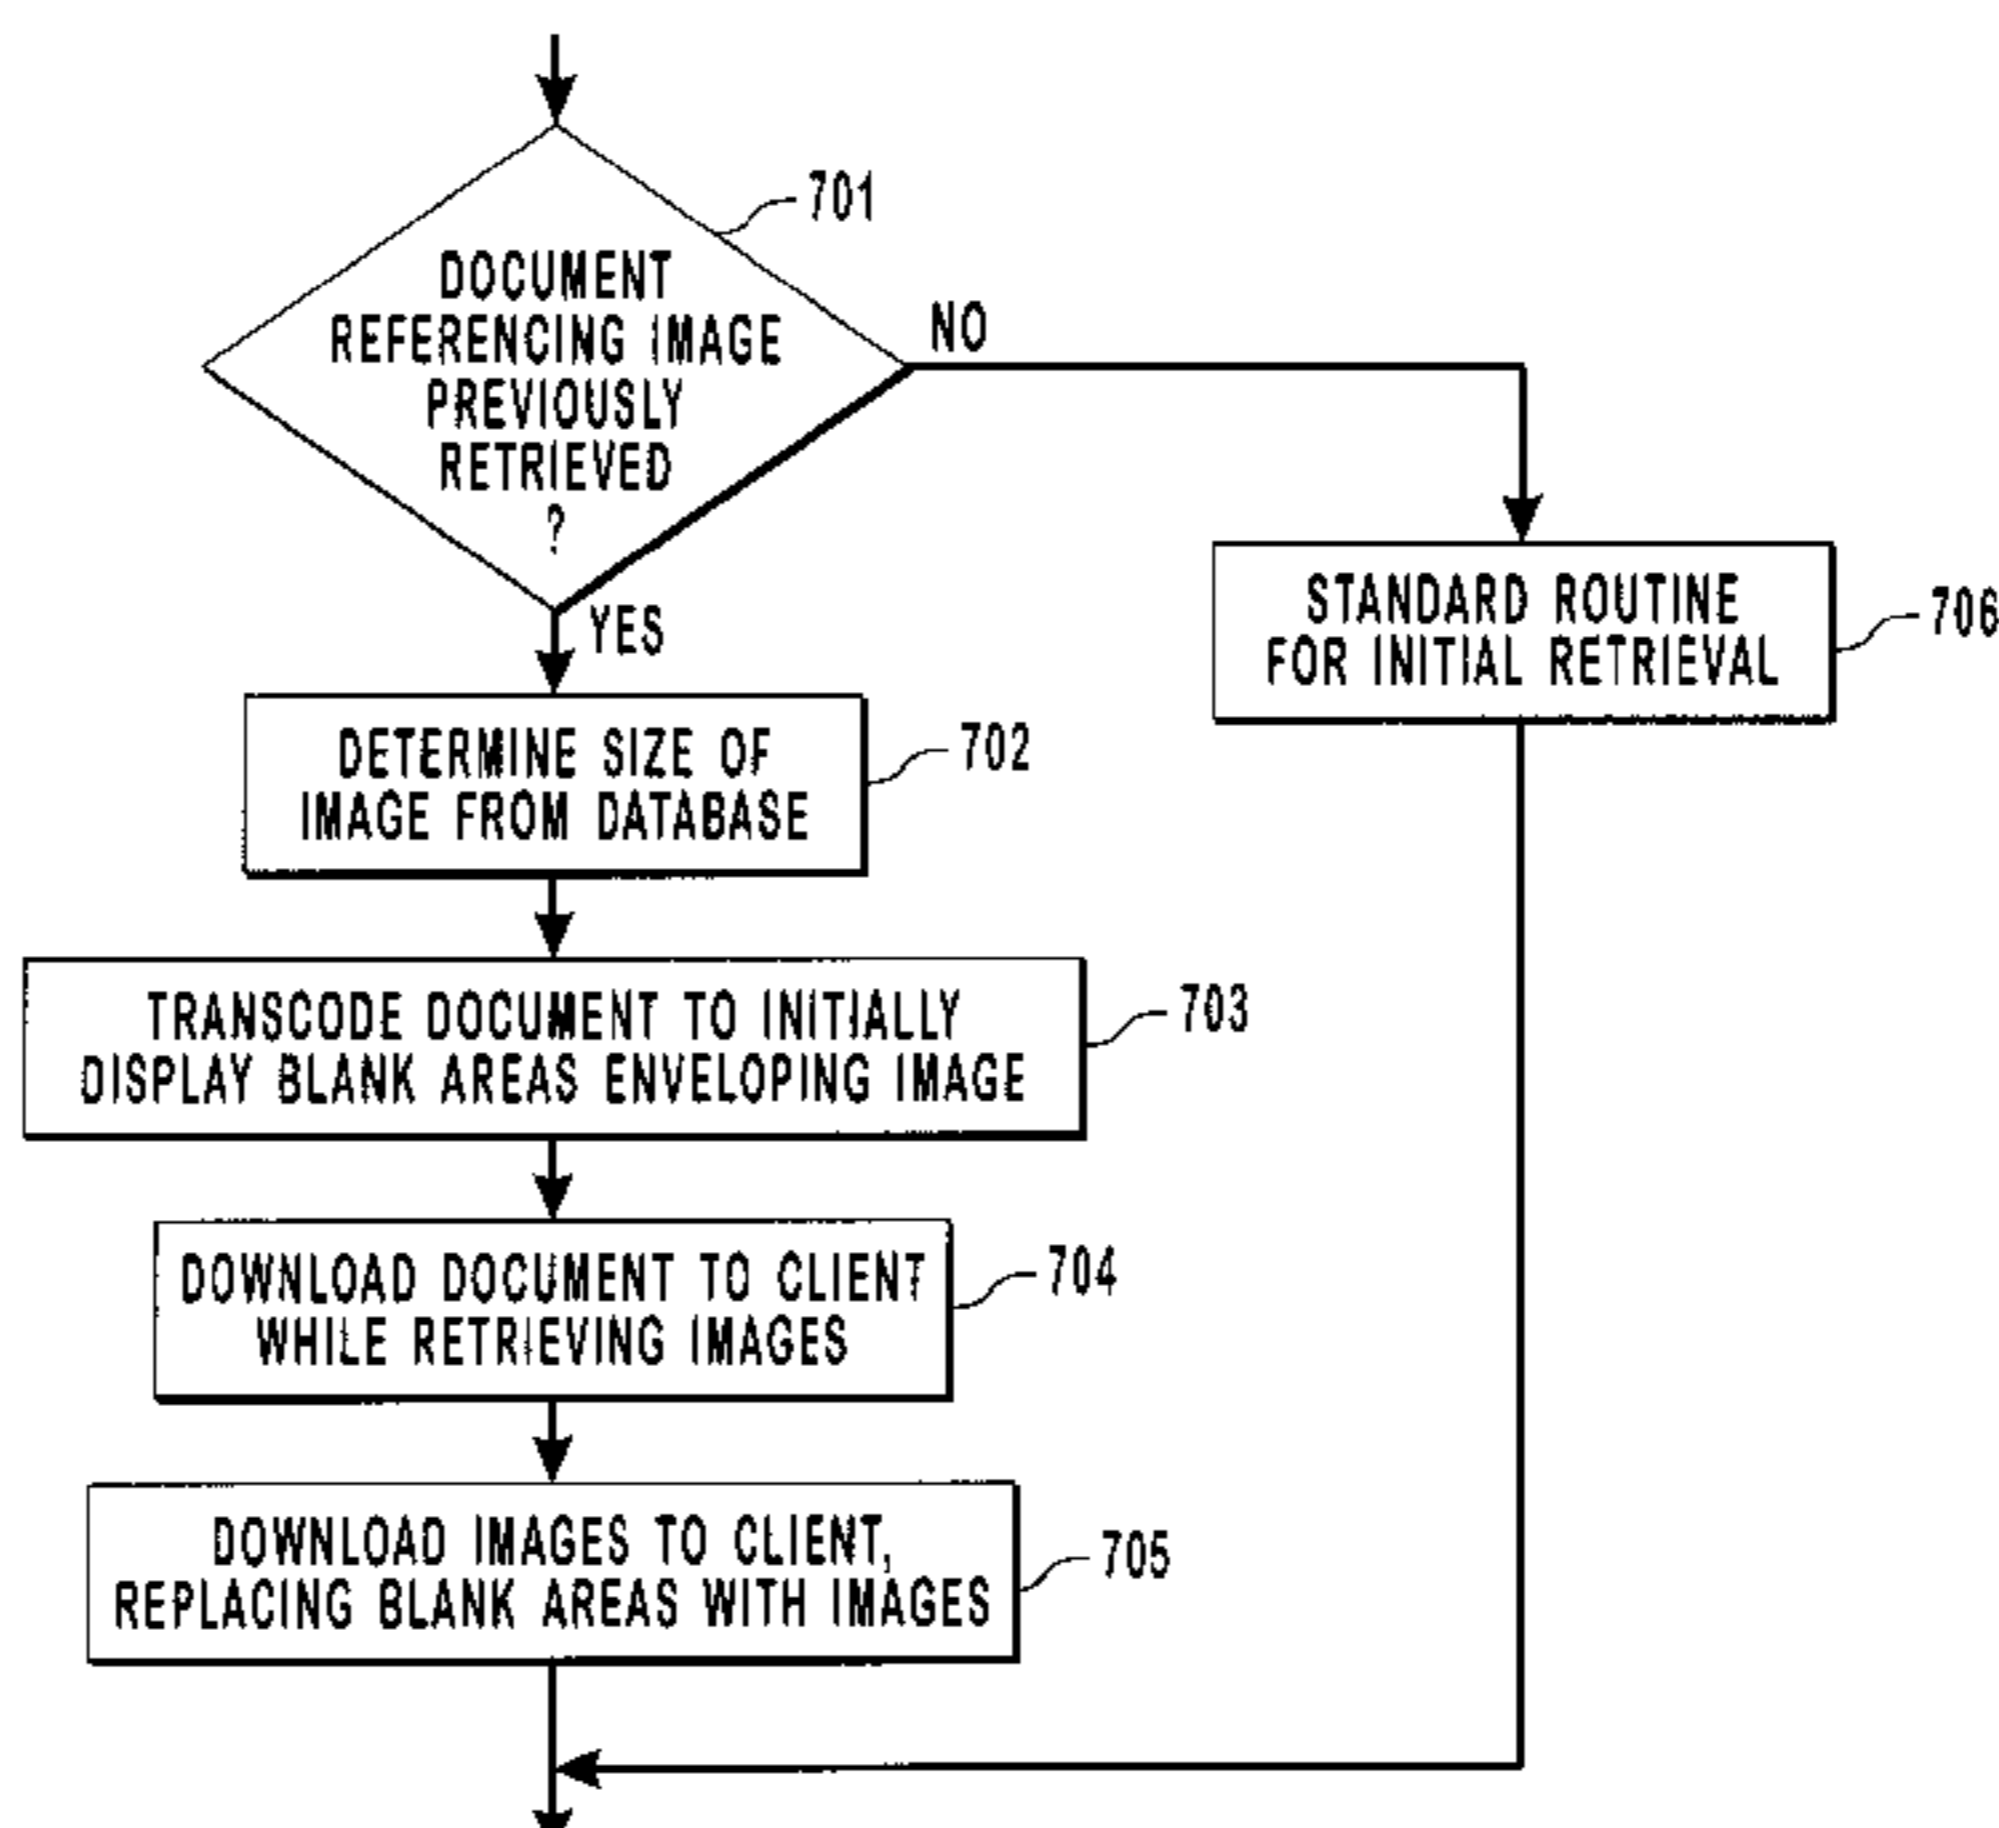 701
DOCUMENT
REFERENCING IMAGE
PREVIOUSLY
RETRIEVED
?
NO
YES
STANDARD ROUTINE
FOR INITIAL RETRIEVAL
706
DETERMINE SIZE OF
IMAGE FROM DATABASE
702
TRANSCODE DOCUMENT TO INITIALLY
DISPLAY BLANK AREAS ENVELOPING IMAGE
703
DOWNLOAD DOCUMENT TO CLIENT
WHILE RETRIEVING IMAGES
704
DOWNLOAD IMAGES TO CLIENT,
REPLACING BLANK AREAS WITH IMAGES
705